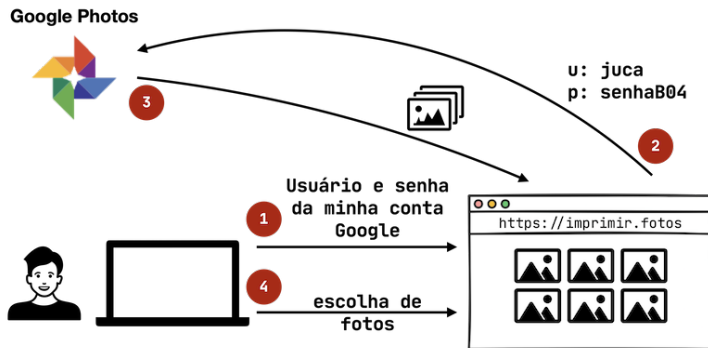 Google Photos
u: juca
p: senhaB04
3
2
Usuário e senha
da minha conta
Google
1
https://imprimir.fotos
4
escolha de
fotos